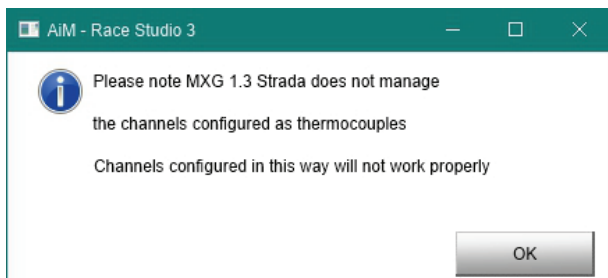 AiM - Race Studio 3
Please note MXG 1.3 Strada does not manage
the channels configured as thermocouples
Channels configured in this way will not work properly
OK